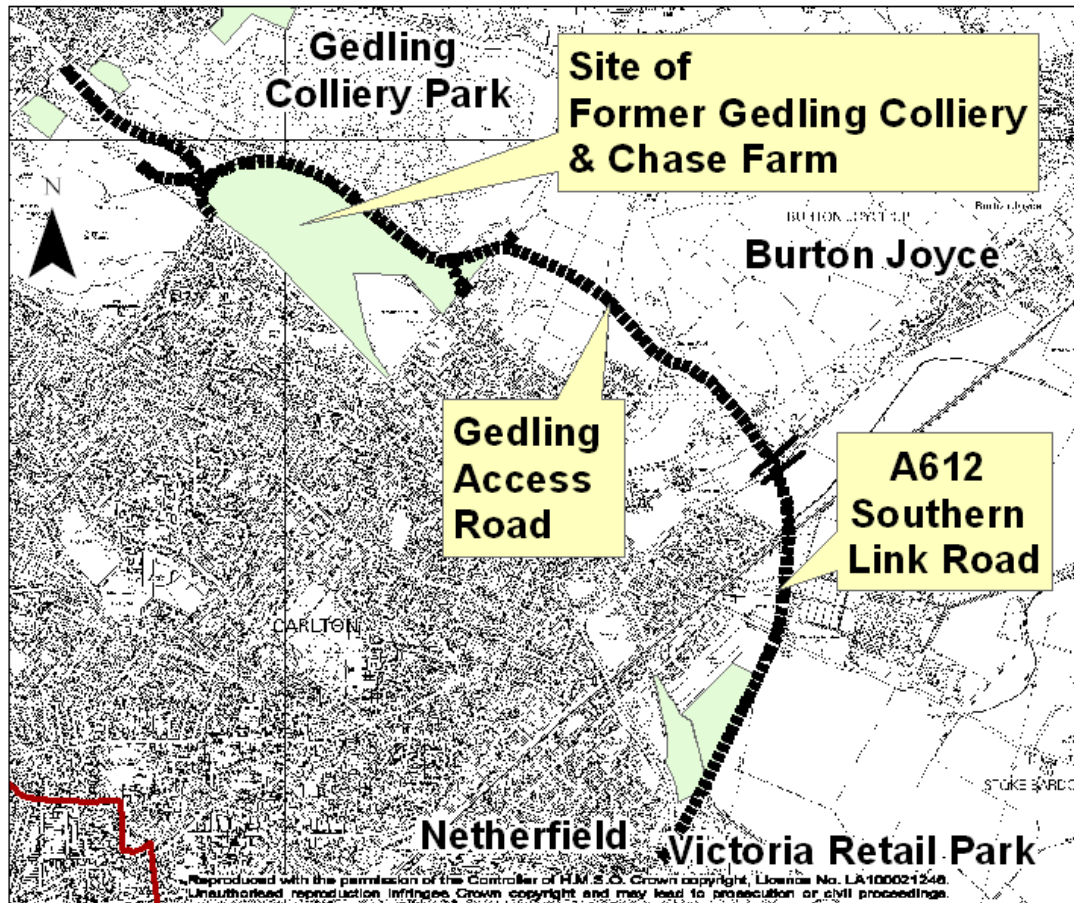 Gedling
Colliery Park
Site of
Former Gedling Colliery
& Chase Farm
N
Burton Joyce
Burton Joyce
Gedling
Access
Road
A612
Southern
Link Road
CARLTON
Netherfield
Victoria Retail Park
Reproduced with the permission of the Controller of H.M.S.O. Crown copyright, Licence No. LA100021246.
Unauthorised reproduction infringes Crown copyright and may lead to prosecution or civil proceedings.